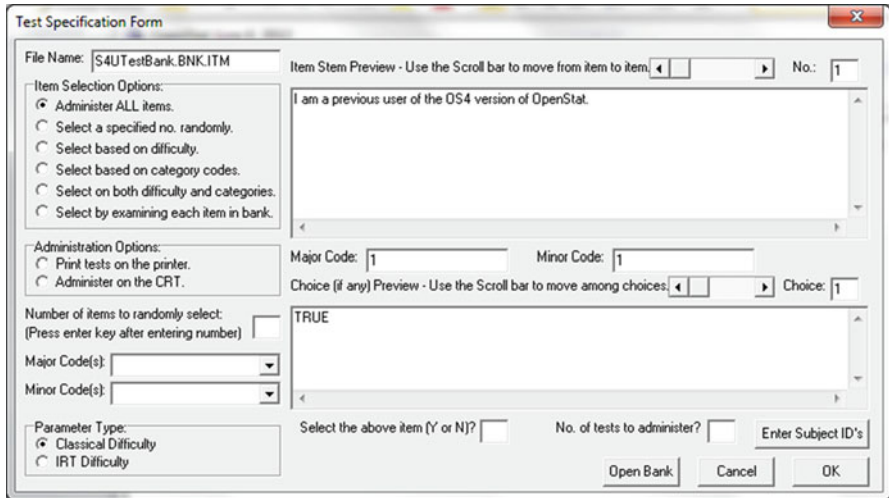 Test Specification Form
File Name: S4UTestBank.BNK.ITM
Item Selection Options:
Administer ALL items.
Select a specified no. randomly.
Select based on difficulty.
Select based on category codes.
Select on both difficulty and categories.
Select by examining each item in bank.
Administration Options:
Print tests on the printer.
Administer on the CRT.
Number of items to randomly select:
(Press enter key after entering number)
Major Code(s):
Minor Code(s):
Parameter Type:
Classical Difficulty
IRT Difficulty
Item Stem Preview - Use the Scroll bar to move from item to item. No.: 1
I am a previous user of the OS4 version of OpenStat.
Major Code: 1 Minor Code: 1
Choice (if any) Preview - Use the Scroll bar to move among choices. Choice: 1
TRUE
Select the above item (Y or N)? No. of tests to administer? Enter Subject ID's
Open Bank Cancel OK